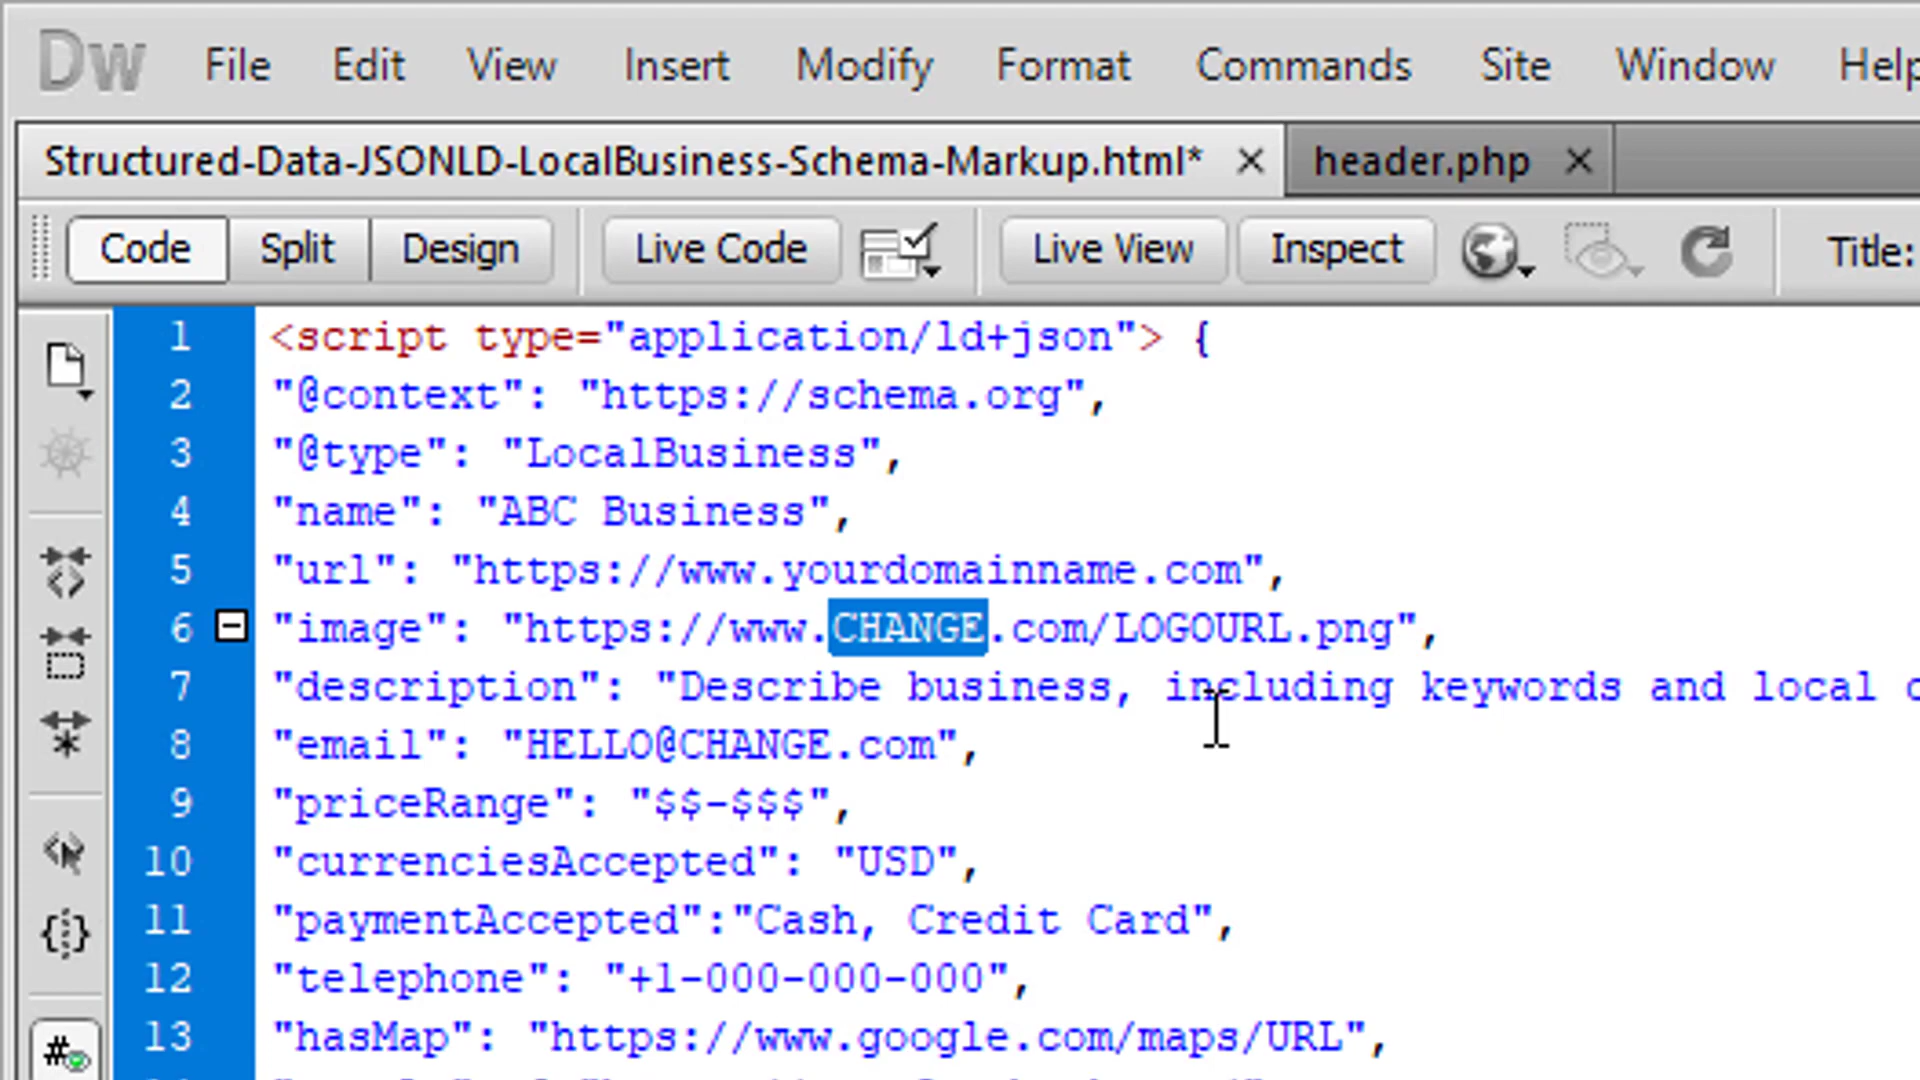 Dw File Edit View Insert Modify Format Commands Site Window Help
Structured-Data-JSONLD-LocalBusiness-Schema-Markup.html* header.php
Code Split Design Live Code Live View Inspect Title:
1 <script type="application/ld+json"> {
2 "@context": "https://schema.org",
3 "@type": "LocalBusiness",
4 "name": "ABC Business",
5 "url": "https://www.yourdomainname.com",
6 "image": "https://www.CHANGE.com/LOGOURL.png",
7 "description": "Describe business, including keywords and local
8 "email": "HELLO@CHANGE.com",
9 "priceRange": "$$-$$$",
10 "currenciesAccepted": "USD",
11 "paymentAccepted":"Cash, Credit Card",
12 "telephone": "+1-000-000-000",
13 "hasMap": "https://www.google.com/maps/URL",